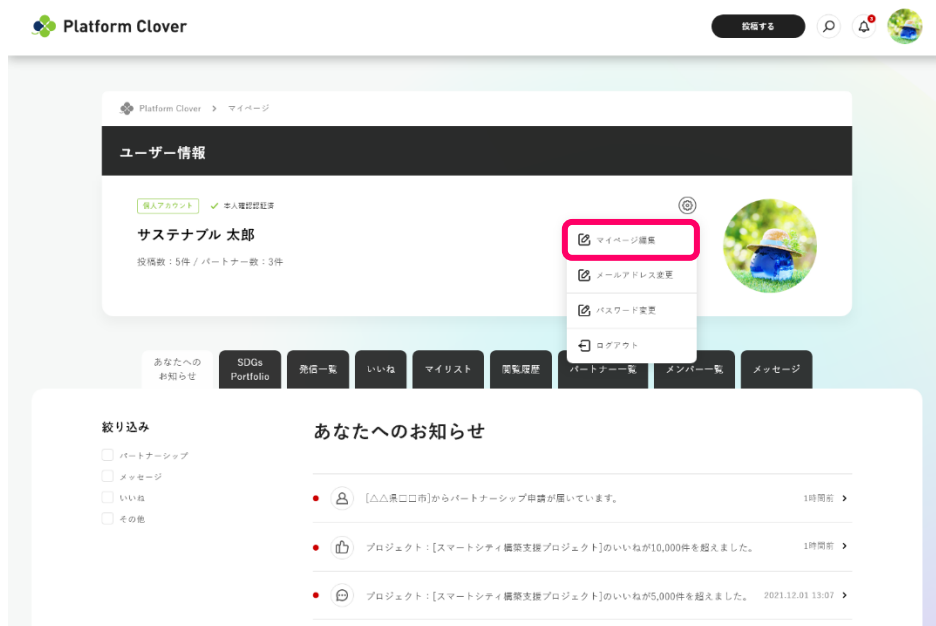 Platform Clover
投稿する
3
Platform Clover > マイページ
ユーザー情報
個人アカウント 本人確認認証済
サステナブル 太郎
投稿数：5件 / パートナー数：3件
マイページ編集
メールアドレス変更
パスワード変更
ログアウト
あなたへの
お知らせ
SDGs
Portfolio
発信一覧
いいね
マイリスト
閲覧履歴
パートナー一覧
メンバー一覧
メッセージ
絞り込み
パートナーシップ
メッセージ
いいね
その他
あなたへのお知らせ
[△△県□□市]からパートナーシップ申請が届いています。 1時間前
プロジェクト：[スマートシティ構築支援プロジェクト]のいいねが10,000件を超えました。 1時間前
プロジェクト：[スマートシティ構築支援プロジェクト]のいいねが5,000件を超えました。 2021.12.01 13:07